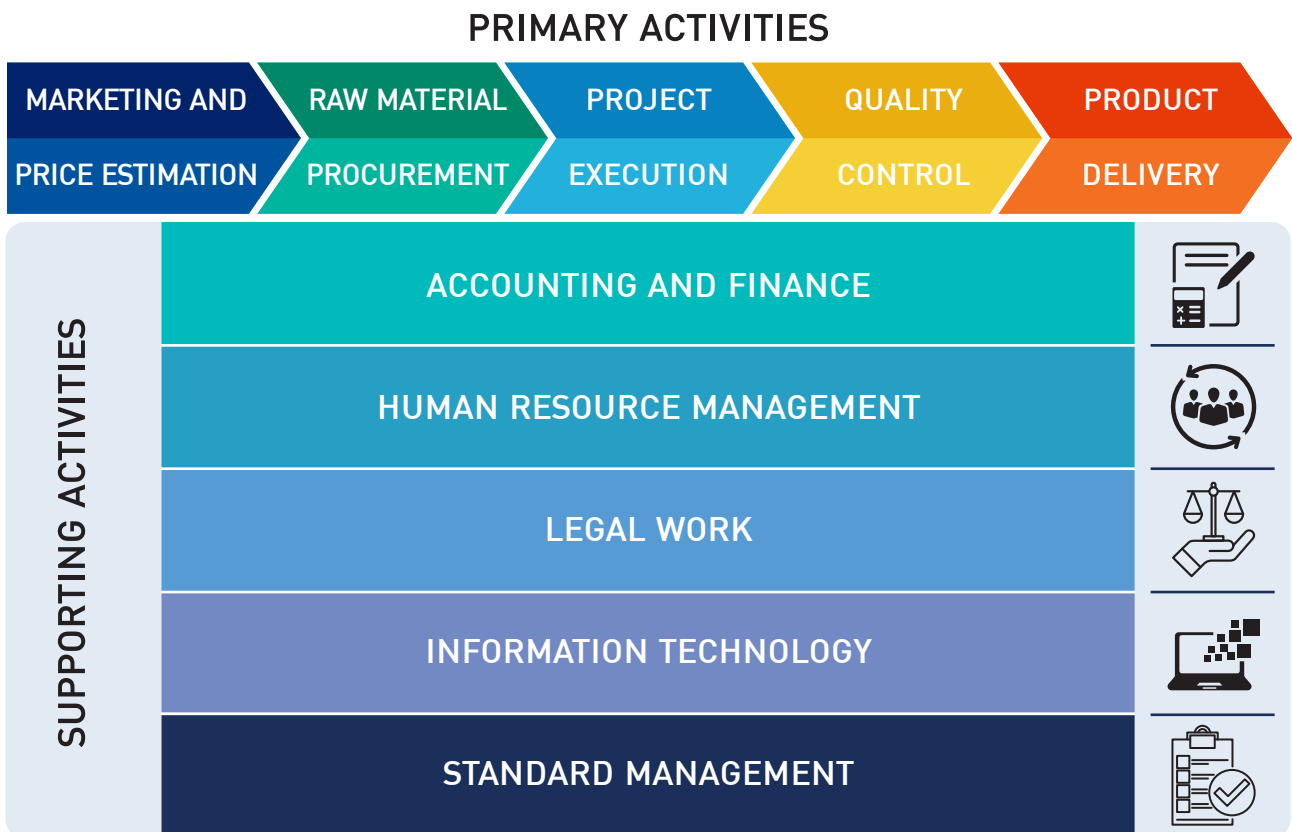 PRIMARY ACTIVITIES
MARKETING AND
PRICE ESTIMATION
RAW MATERIAL
PROCUREMENT
PROJECT
EXECUTION
QUALITY
CONTROL
PRODUCT
DELIVERY
SUPPORTING ACTIVITIES
ACCOUNTING AND FINANCE
HUMAN RESOURCE MANAGEMENT
LEGAL WORK
INFORMATION TECHNOLOGY
STANDARD MANAGEMENT